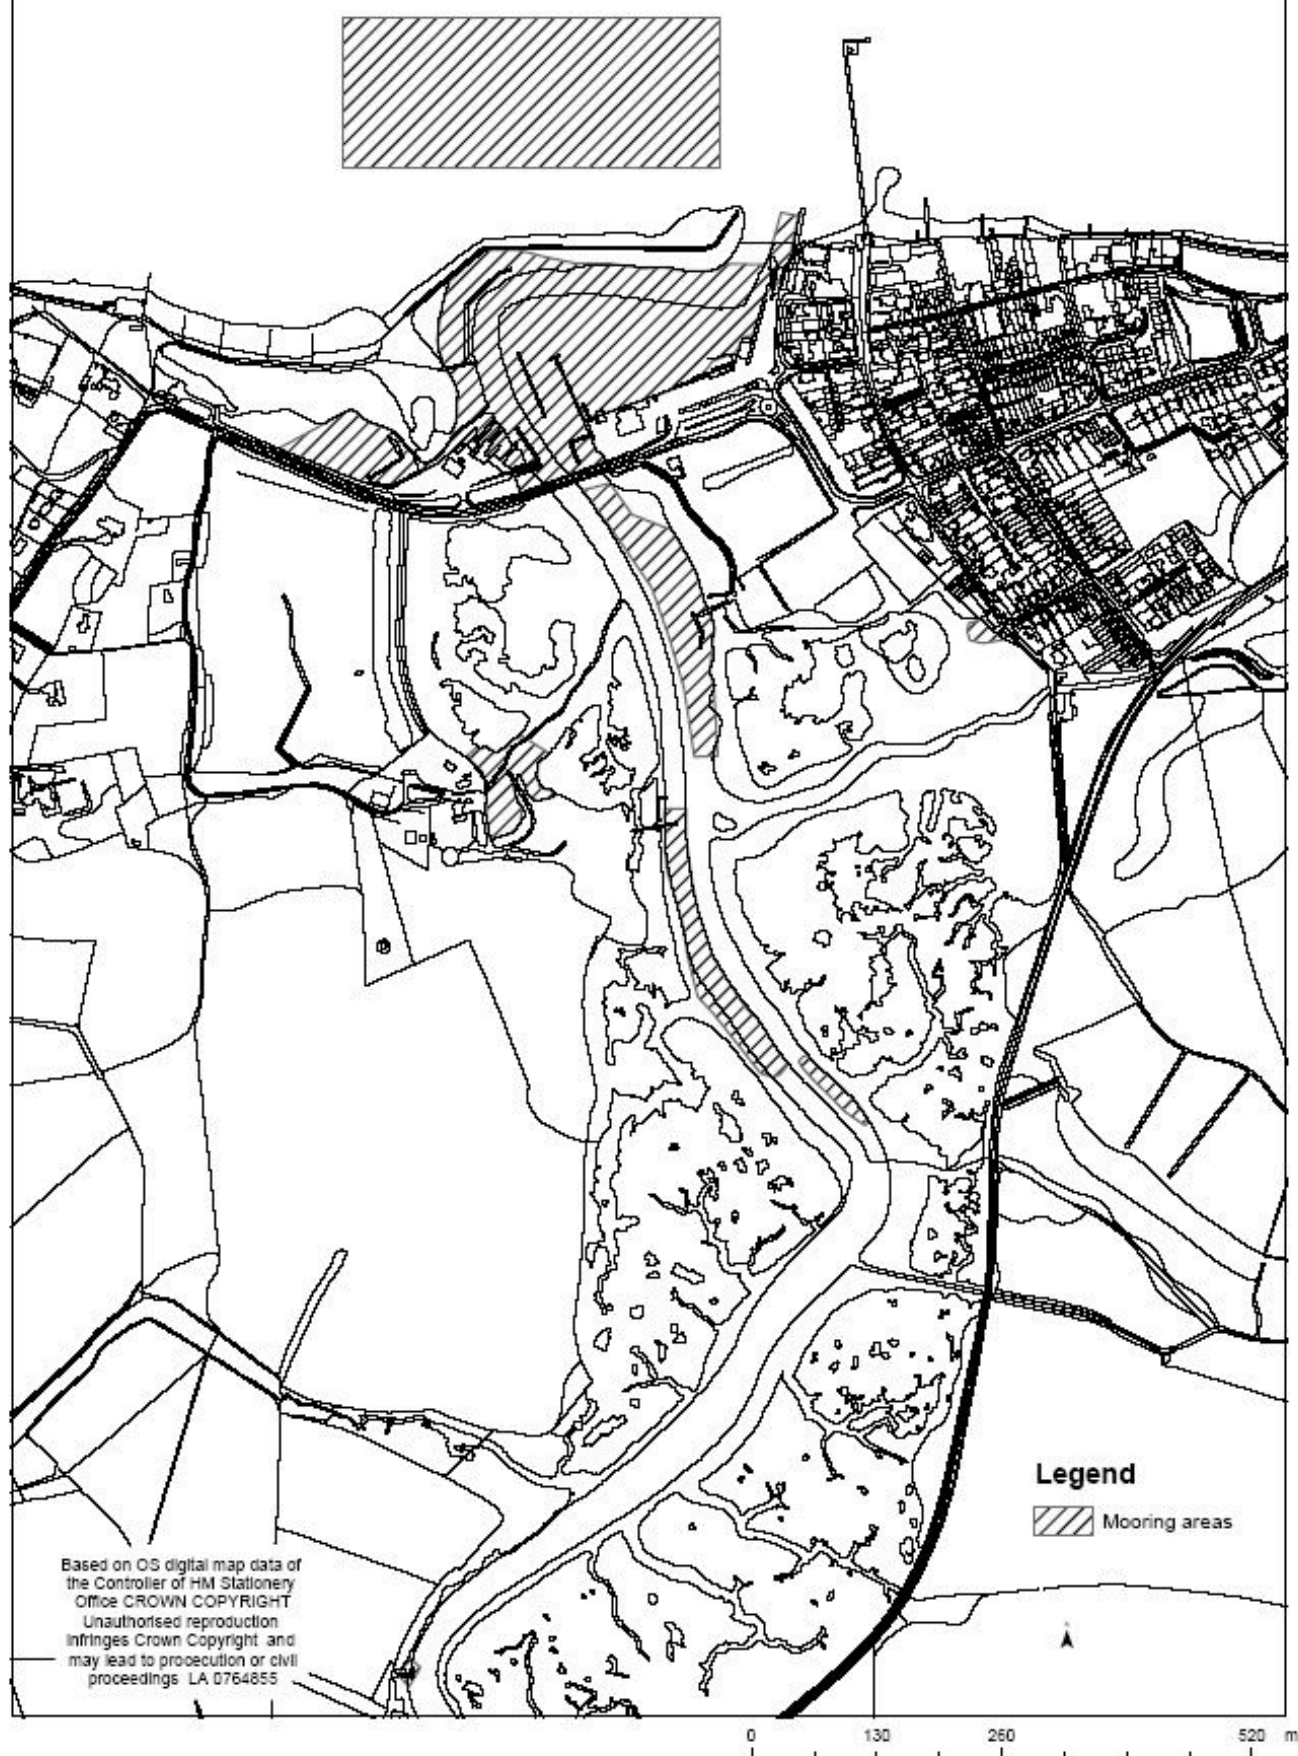 Legend
Mooring areas
Based on OS digital map data of
the Controller of HM Stationery
Office CROWN COPYRIGHT
Unauthorised reproduction
infringes Crown Copyright and
may lead to prosecution or civil
proceedings LA 0764855
0 130 260 520 m